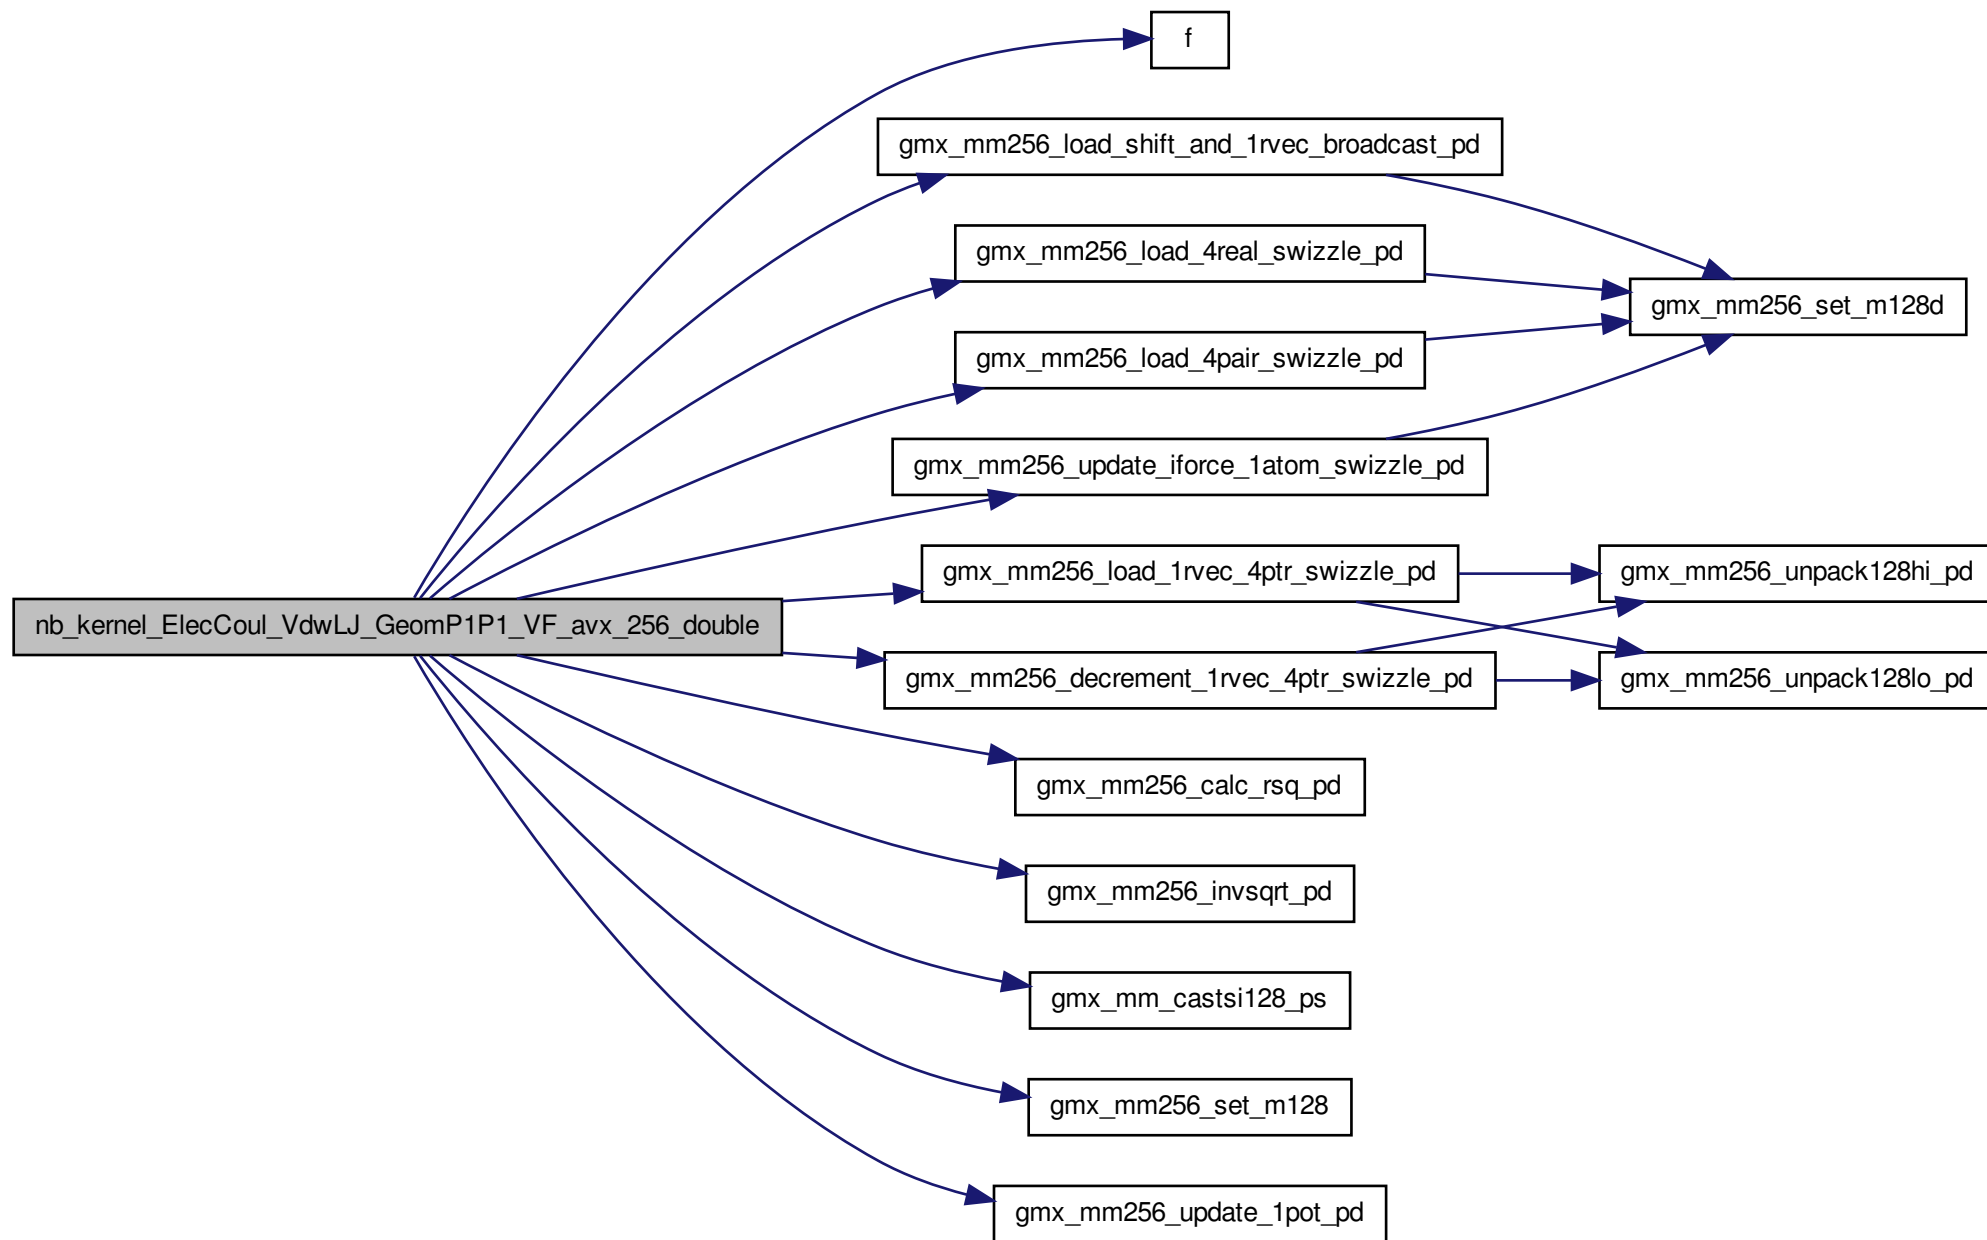 f
gmx_mm256_load_shift_and_1rvec_broadcast_pd
gmx_mm256_load_4real_swizzle_pd
gmx_mm256_set_m128d
gmx_mm256_load_4pair_swizzle_pd
gmx_mm256_update_iforce_1atom_swizzle_pd
gmx_mm256_load_1rvec_4ptr_swizzle_pd
gmx_mm256_unpack128hi_pd
nb_kernel_ElecCoul_VdwLJ_GeomP1P1_VF_avx_256_double
gmx_mm256_decrement_1rvec_4ptr_swizzle_pd
gmx_mm256_unpack128lo_pd
gmx_mm256_calc_rsq_pd
gmx_mm256_invsqrt_pd
gmx_mm_castsi128_ps
gmx_mm256_set_m128
gmx_mm256_update_1pot_pd